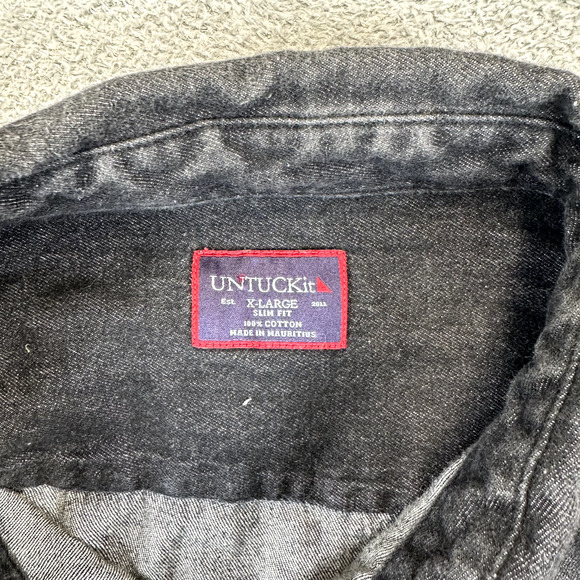 UNTUCKit
Est. X-LARGE 2011
SLIM FIT
100% COTTON
MADE IN MAURITIUS